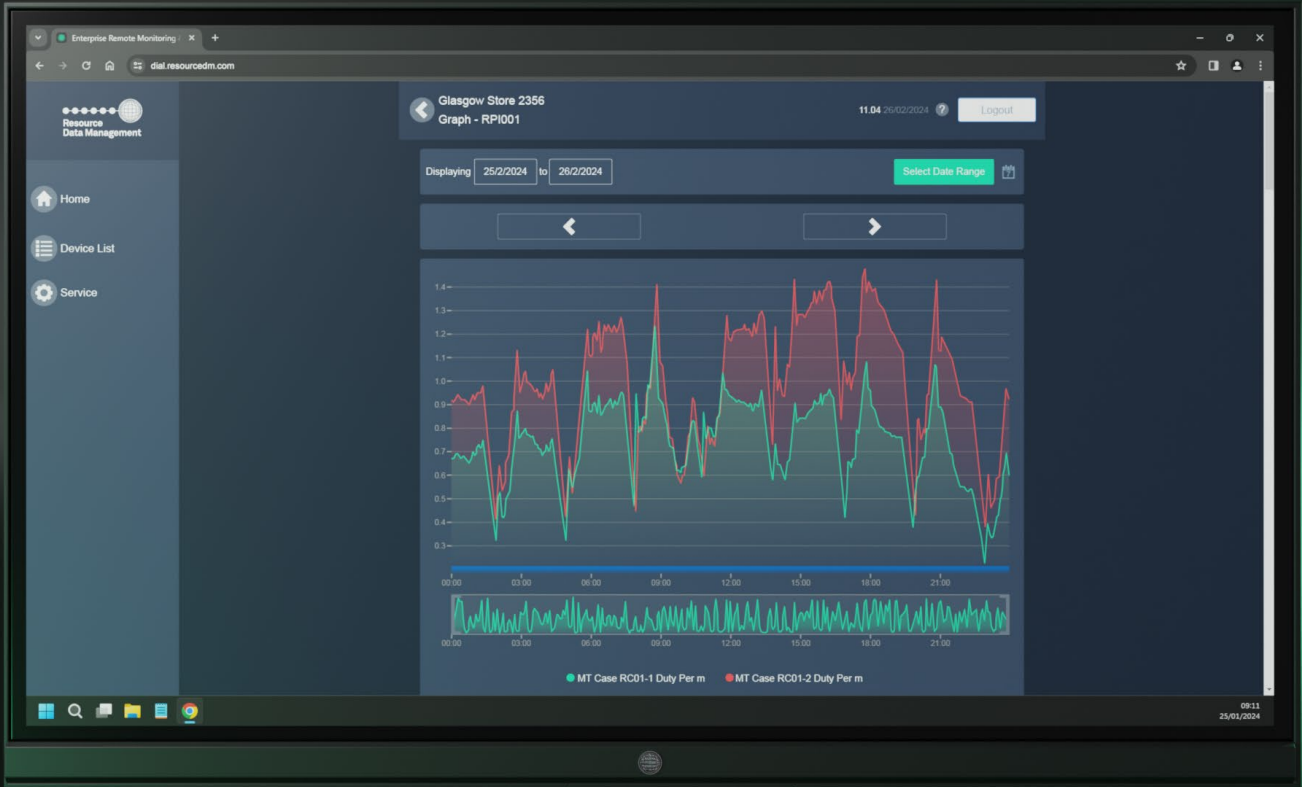 Enterprise Remote Monitoring
dial.resourcedm.com
Resource
Data Management
Home
Device List
Service
Glasgow Store 2356
Graph - RPI001
11.04 26/02/2024 ?
Logout
Displaying 25/2/2024 to 26/2/2024
Select Date Range
1.4
1.3
1.2
1.1
1.0
0.9
0.8
0.7
0.6
0.5
0.4
0.3
00:00 03:00 06:00 09:00 12:00 15:00 18:00 21:00
00:00 03:00 06:00 09:00 12:00 15:00 18:00 21:00
MT Case RC01-1 Duty Per m MT Case RC01-2 Duty Per m
09:11
25/01/2024